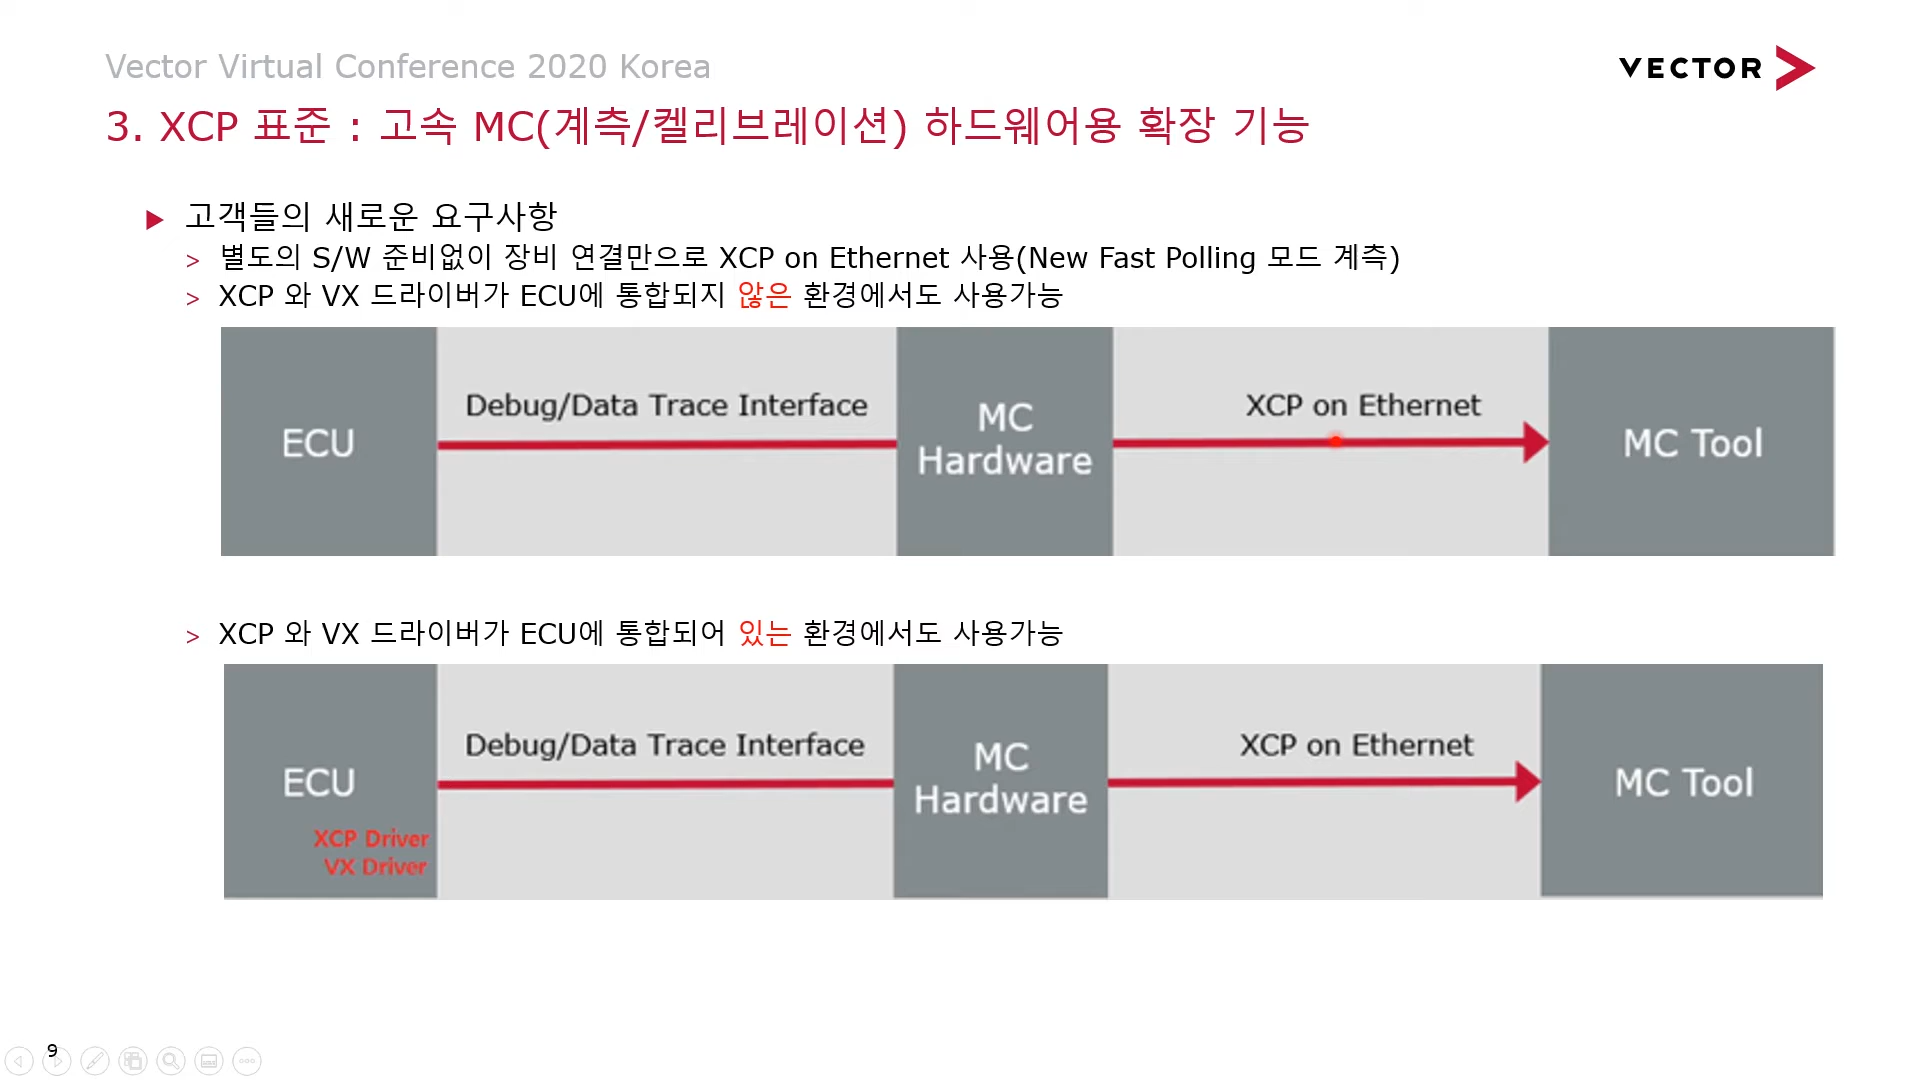 Vector Virtual Conference 2020 Korea
VECTOR
3. XCP 표준 : 고속 MC(계측/켈리브레이션) 하드웨어용 확장 기능
고객들의 새로운 요구사항
> 별도의 S/W 준비없이 장비 연결만으로 XCP on Ethernet 사용(New Fast Polling 모드 계측)
> XCP 와 VX 드라이버가 ECU에 통합되지 않은 환경에서도 사용가능
ECU
Debug/Data Trace Interface
MC
Hardware
XCP on Ethernet
MC Tool
> XCP 와 VX 드라이버가 ECU에 통합되어 있는 환경에서도 사용가능
ECU
XCP Driver
VX Driver
Debug/Data Trace Interface
MC
Hardware
XCP on Ethernet
MC Tool
9